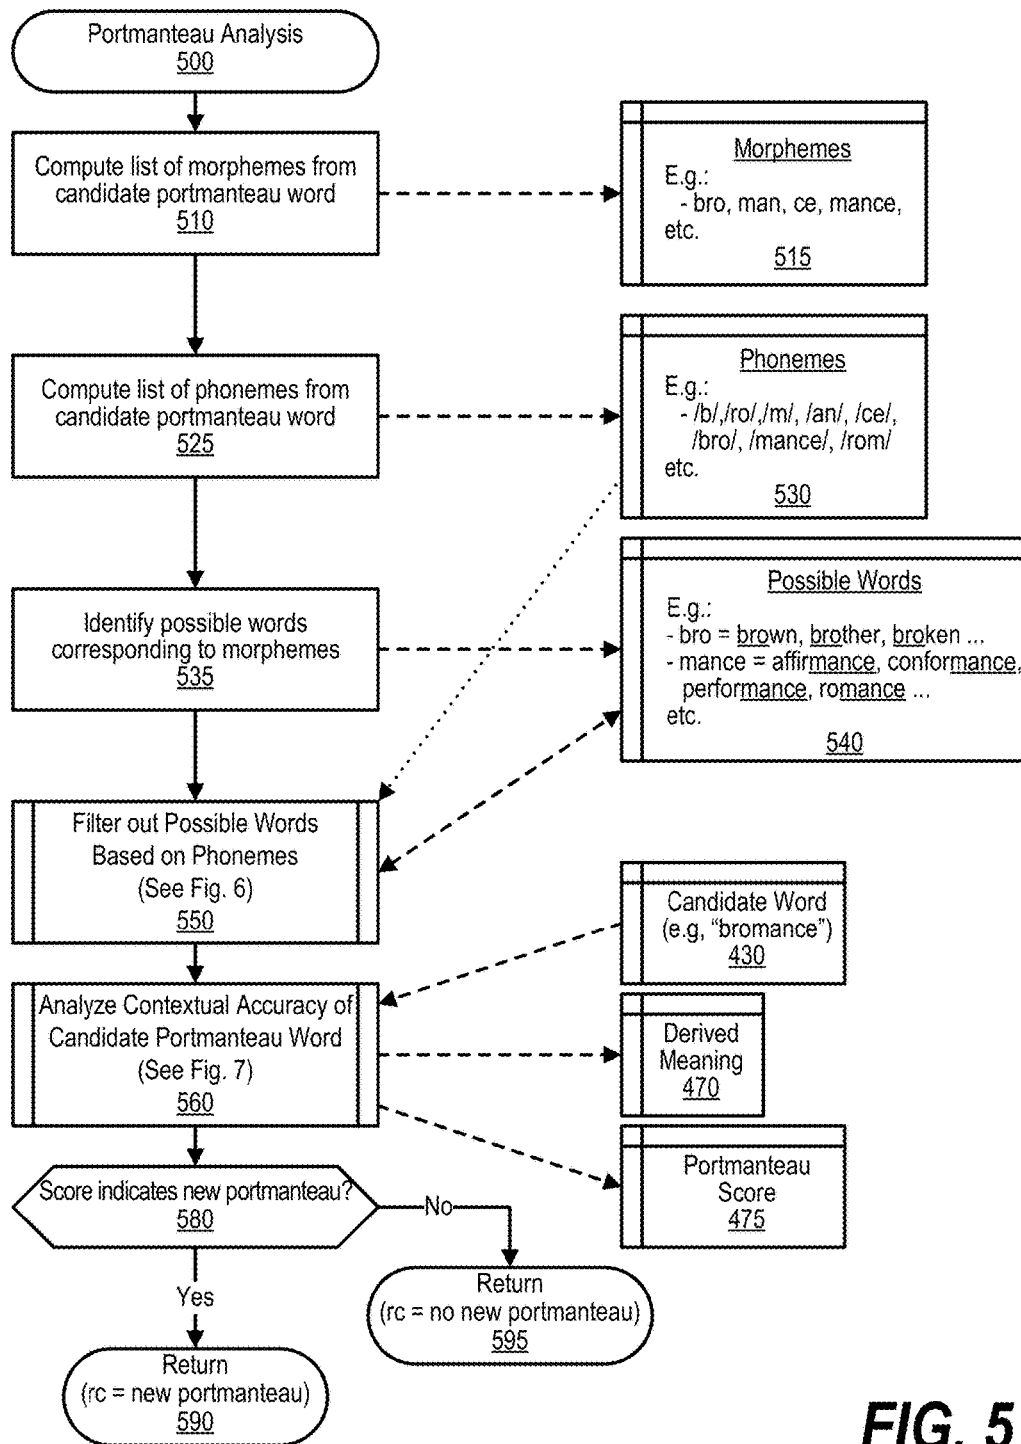 Portmanteau Analysis
500
Compute list of morphemes from
candidate portmanteau word
510
Morphemes
E.g.:
- bro, man, ce, mance,
etc.
515
Compute list of phonemes from
candidate portmanteau word
525
Phonemes
E.g.:
- /b/,/ro/,/m/, /an/, /ce/,
/bro/, /mance/, /rom/
etc.
530
Identify possible words
corresponding to morphemes
535
Possible Words
E.g.:
- bro = brown, brother, broken ...
- mance = affirmance, conformance,
performance, romance ...
etc.
540
Filter out Possible Words
Based on Phonemes
(See Fig. 6)
550
Candidate Word
(e.g, “bromance”)
430
Analyze Contextual Accuracy of
Candidate Portmanteau Word
(See Fig. 7)
560
Derived
Meaning
470
Portmanteau
Score
475
Score indicates new portmanteau?
580
No
Yes
Return
(rc = no new portmanteau)
595
Return
(rc = new portmanteau)
590
FIG. 5